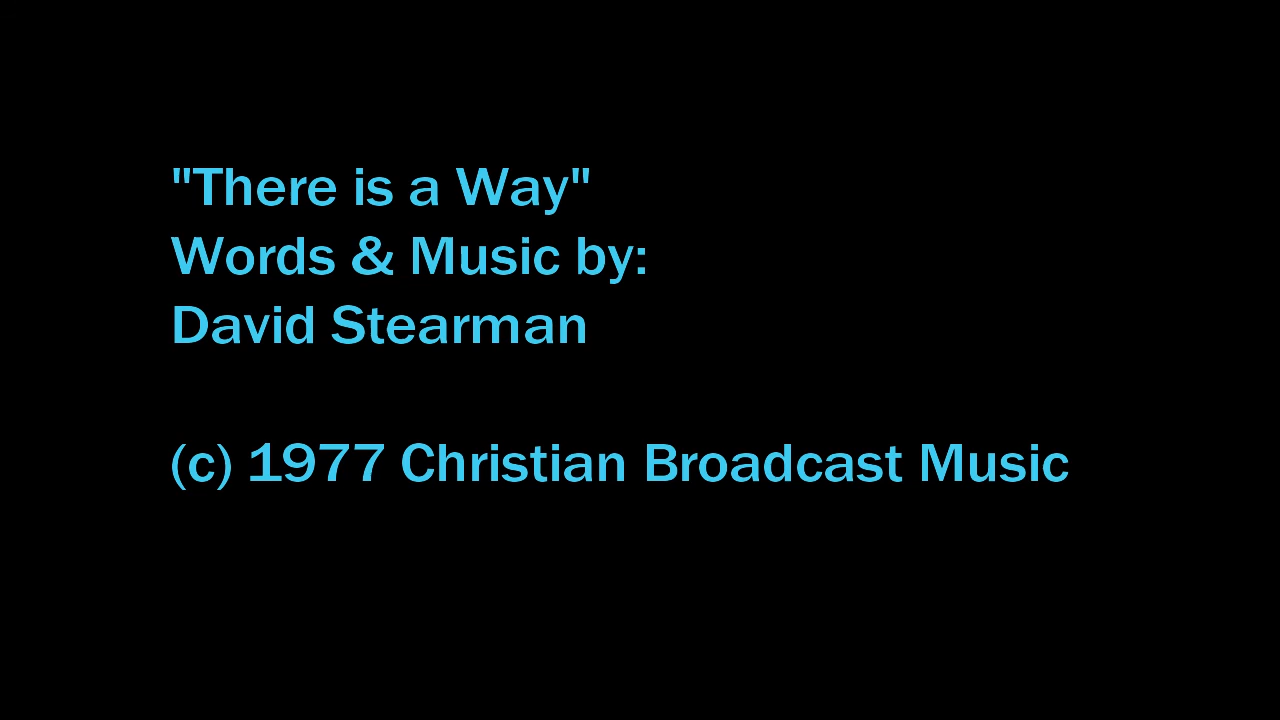 "There is a Way"
Words & Music by:
David Stearman
(c) 1977 Christian Broadcast Music